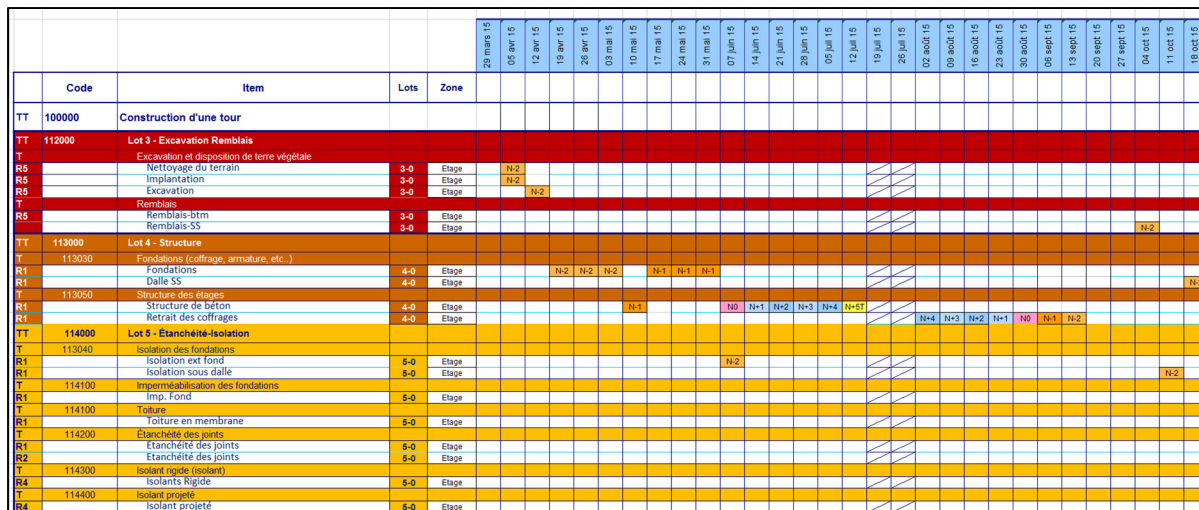 29 mars 15 05 avr 15 12 avr 15 19 avr 15 26 avr 15 03 mai 15 10 mai 15 17 mai 15 24 mai 15 31 mai 15 07 juin 15 14 juin 15 21 juin 15 28 juin 15 05 juil 15 12 juil 15 19 juil 15 26 juil 15 02 août 15 09 août 15 16 août 15 23 août 15 30 août 15 06 sept 15 13 sept 15 20 sept 15 27 sept 15 04 oct 15 11 oct 15 18 oct 15
Code Item Lots Zone
TT 100000 Construction d'une tour
TT 112000 Lot 3 - Excavation Remblais
T Excavation et disposition de terre végétale
R5 Nettoyage du terrain 3-0 Etage N-2
R5 Implantation 3-0 Etage N-2
R5 Excavation 3-0 Etage N-2
T Remblais
R5 Remblais-btm 3-0 Etage
Remblais-SS 3-0 Etage N-2
TT 113000 Lot 4 - Structure
T 113030 Fondations (coffrage, armature, etc..)
R1 Fondations 4-0 Etage N-2 N-2 N-2 N-1 N-1 N-1
R1 Dalle SS 4-0 Etage
T 113050 Structure des étages
R1 Structure de béton 4-0 Etage N-1 N0 N+1 N+2 N+3 N+4 N+5T
R1 Retrait des coffrages 4-0 Etage N+4 N+3 N+2 N+1 N0 N-1 N-2
TT 114000 Lot 5 - Étanchéité-Isolation
T 113040 Isolation des fondations
R1 Isolation ext fond 5-0 Etage N-2
R1 Isolation sous dalle 5-0 Etage N-2
T 114100 Imperméabilisation des fondations
R1 Imp. Fond 5-0 Etage
T 114100 Toiture
R1 Toiture en membrane 5-0 Etage
T 114200 Étanchéité des joints
R1 Etanchéité des joints 5-0 Etage
R2 Etanchéité des joints 5-0 Etage
T 114300 Isolant rigide (isolant)
R4 Isolants Rigide 5-0 Etage
T 114400 Isolant projeté
R4 Isolant projeté 5-0 Etage